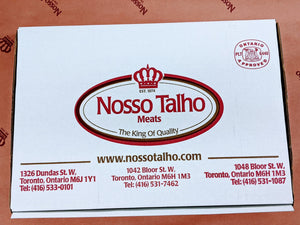 ONTARIO
APPROVED
EST. 1974
Nosso Talho
Meats
The King Of Quality
www.nossotalho.com
1326 Dundas St. W.
Toronto, Ontario M6J 1Y1
Tel: (416) 533-0101
1042 Bloor St. W.
Toronto, Ontario M6H 1M3
Tel: (416) 531-7462
1048 Bloor St. W.
Toronto, Ontario M6H 1M3
Tel: (416) 531-1087